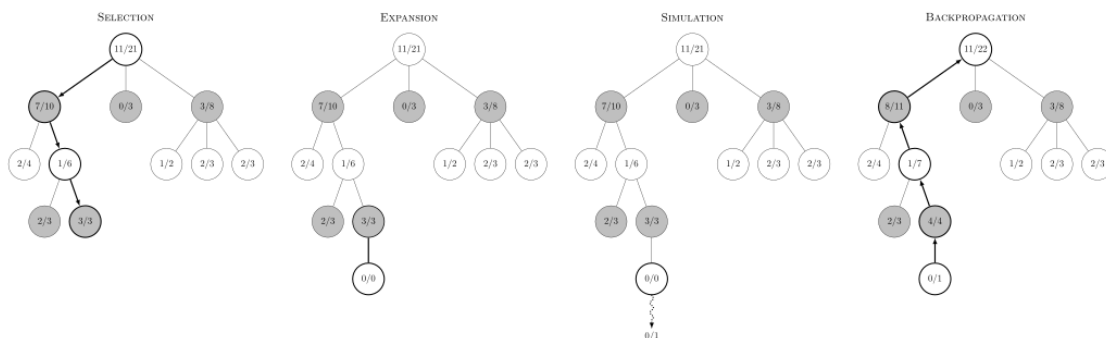 SELECTION
11/21
7/10 0/3 3/8
2/4 1/6 1/2 2/3 2/3
2/3 3/3
EXPANSION
11/21
7/10 0/3 3/8
2/4 1/6 1/2 2/3 2/3
2/3 3/3
0/0
SIMULATION
11/21
7/10 0/3 3/8
2/4 1/6 1/2 2/3 2/3
2/3 3/3
0/0
0/1
BACKPROPAGATION
11/22
8/11 0/3 3/8
2/4 1/7 1/2 2/3 2/3
2/3 4/4
0/1